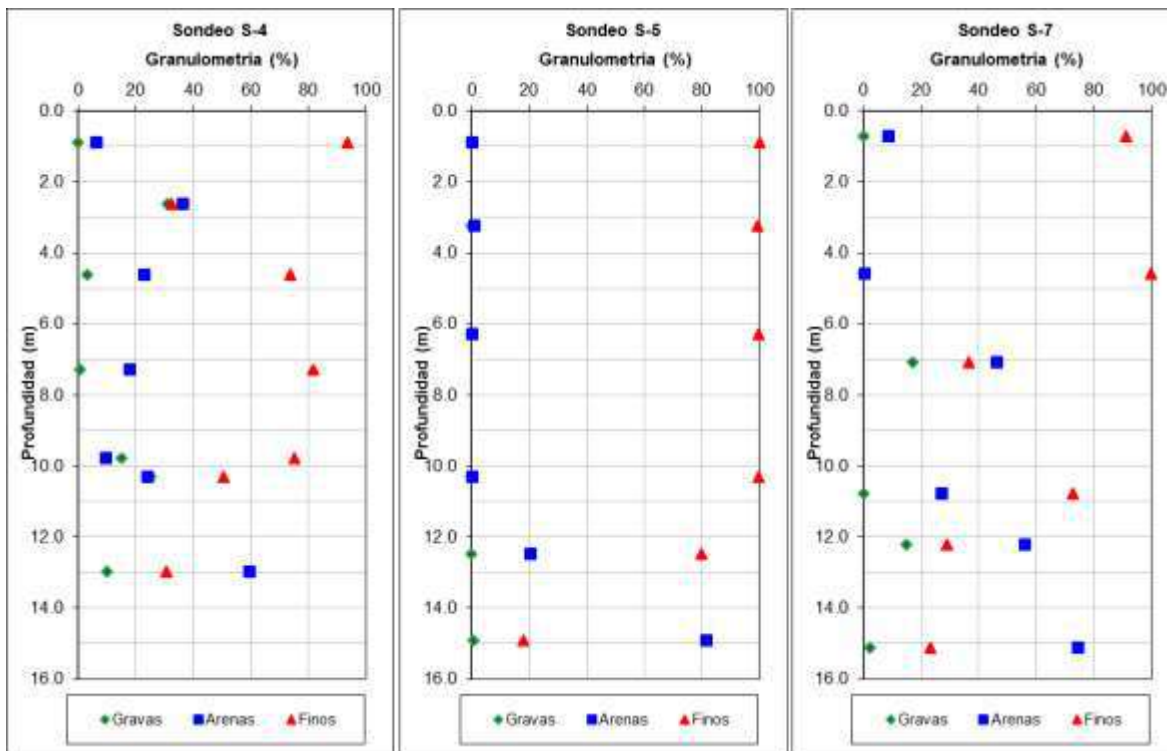 Sondeo S-4
Granulometria (%)
0 20 40 60 80 100
0.0
2.0
4.0
6.0
8.0
10.0
12.0
14.0
16.0
Profundidad (m)
Gravas Arenas Finos
Sondeo S-5
Granulometria (%)
0 20 40 60 80 100
0.0
2.0
4.0
6.0
8.0
10.0
12.0
14.0
16.0
Profundidad (m)
Gravas Arenas Finos
Sondeo S-7
Granulometria (%)
0 20 40 60 80 100
0.0
2.0
4.0
6.0
8.0
10.0
12.0
14.0
16.0
Profundidad (m)
Gravas Arenas Finos